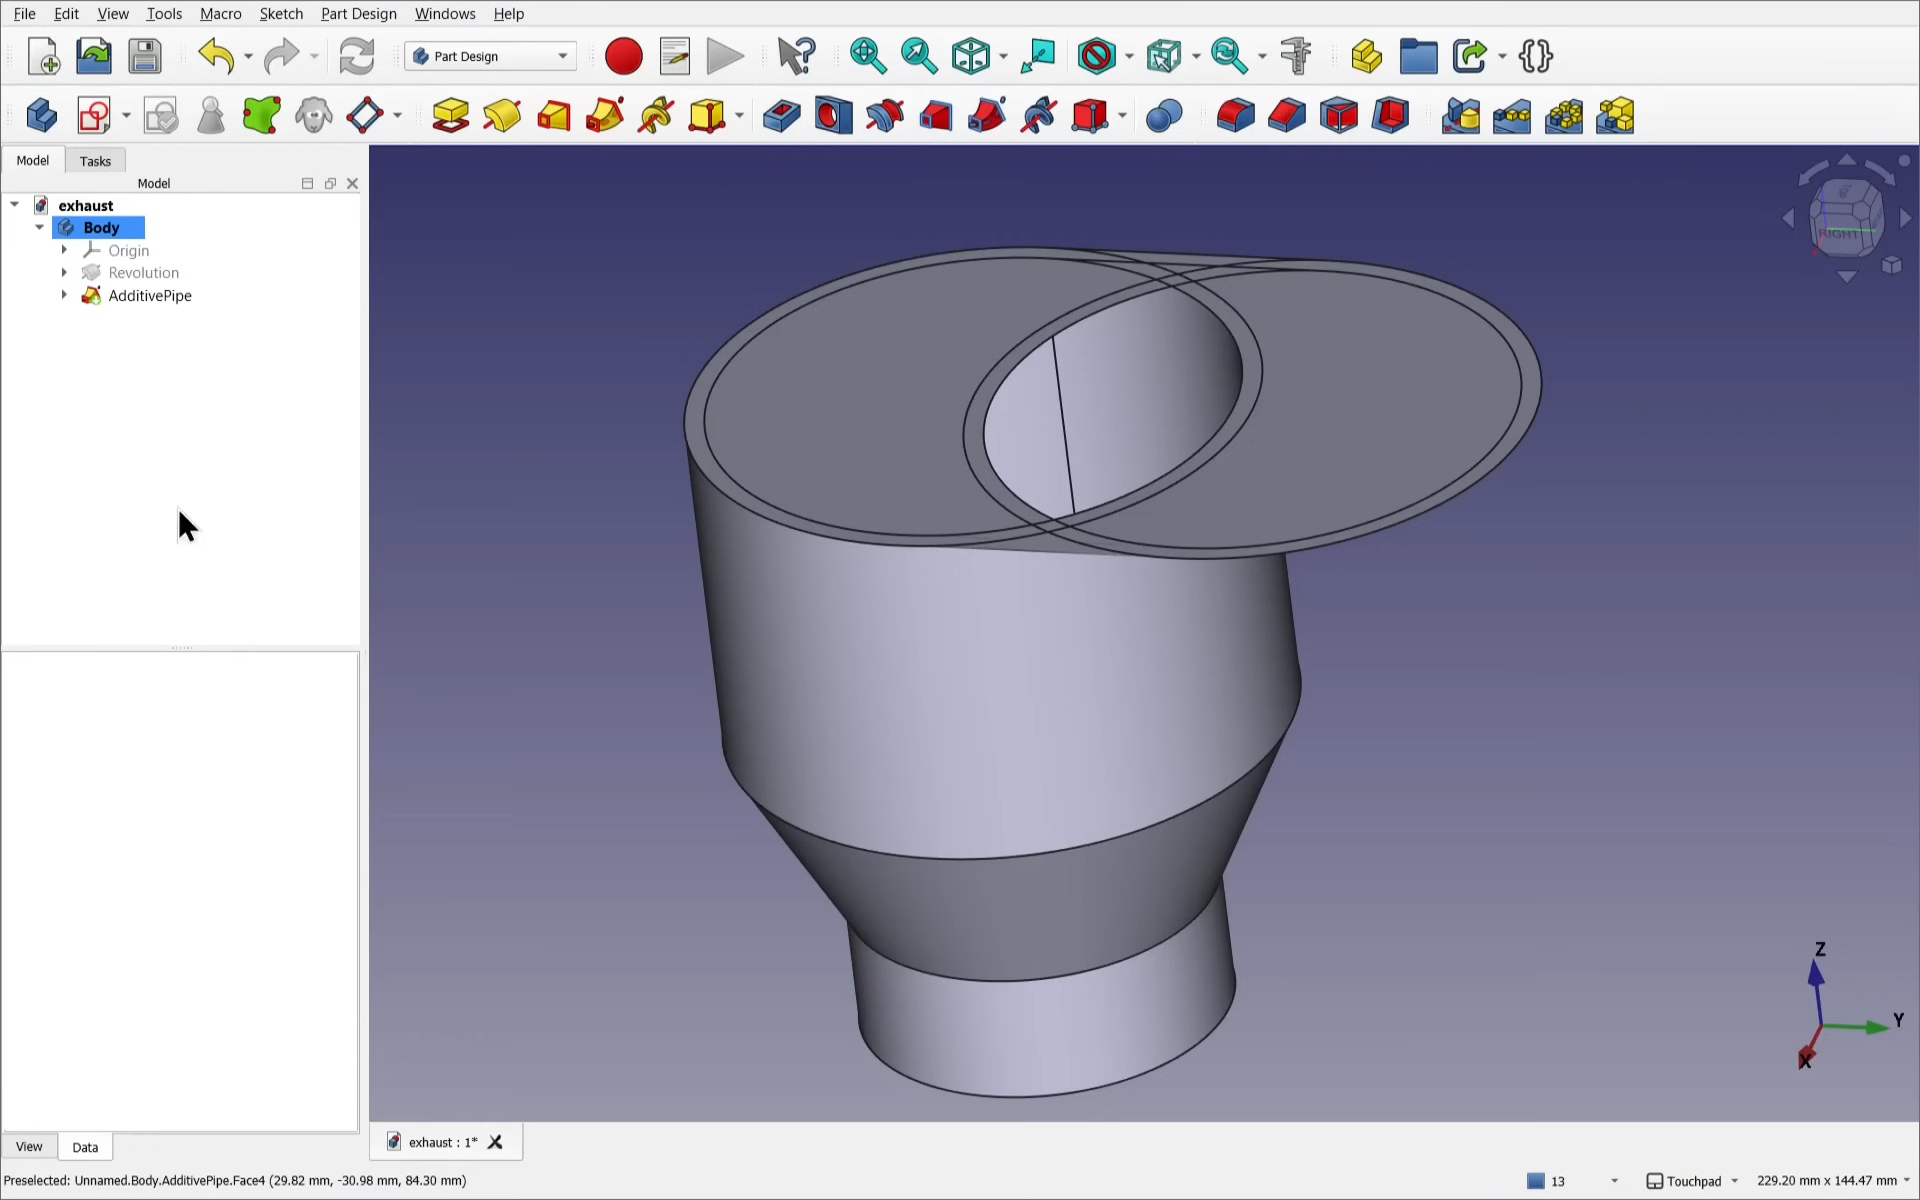 File Edit View Tools Macro Sketch Part Design Windows Help
Part Design
Model Tasks
Model
exhaust
Body
Origin
Revolution
AdditivePipe
RIGHT
Z
Y
X
View Data
exhaust : 1*
Preselected: Unnamed.Body.AdditivePipe.Face4 (29.82 mm, -30.98 mm, 84.30 mm)
13 Touchpad 229.20 mm x 144.47 mm